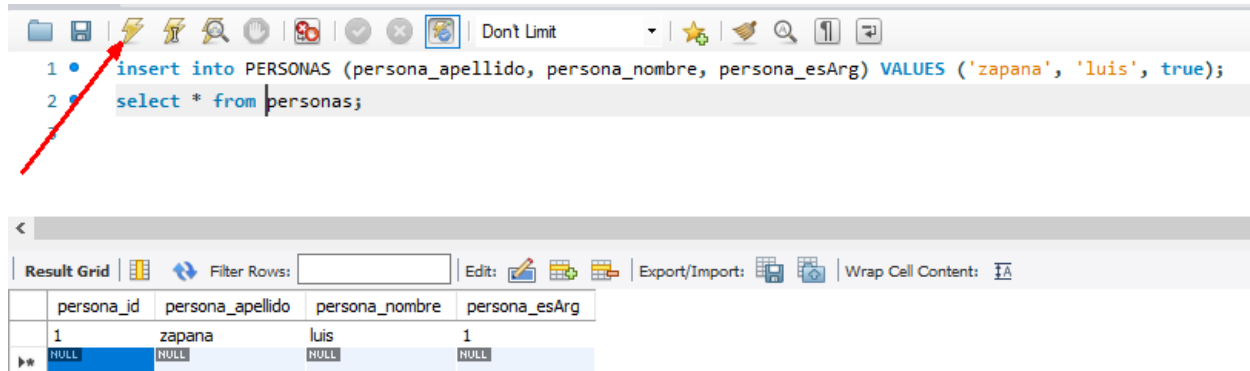 Don't Limit
1 insert into PERSONAS (persona_apellido, persona_nombre, persona_esArg) VALUES ('zapana', 'luis', true);
2 select * from personas;
3
Result Grid Filter Rows: Edit: Export/Import: Wrap Cell Content: IA
persona_id persona_apellido persona_nombre persona_esArg
1 zapana luis 1
NULL NULL NULL NULL